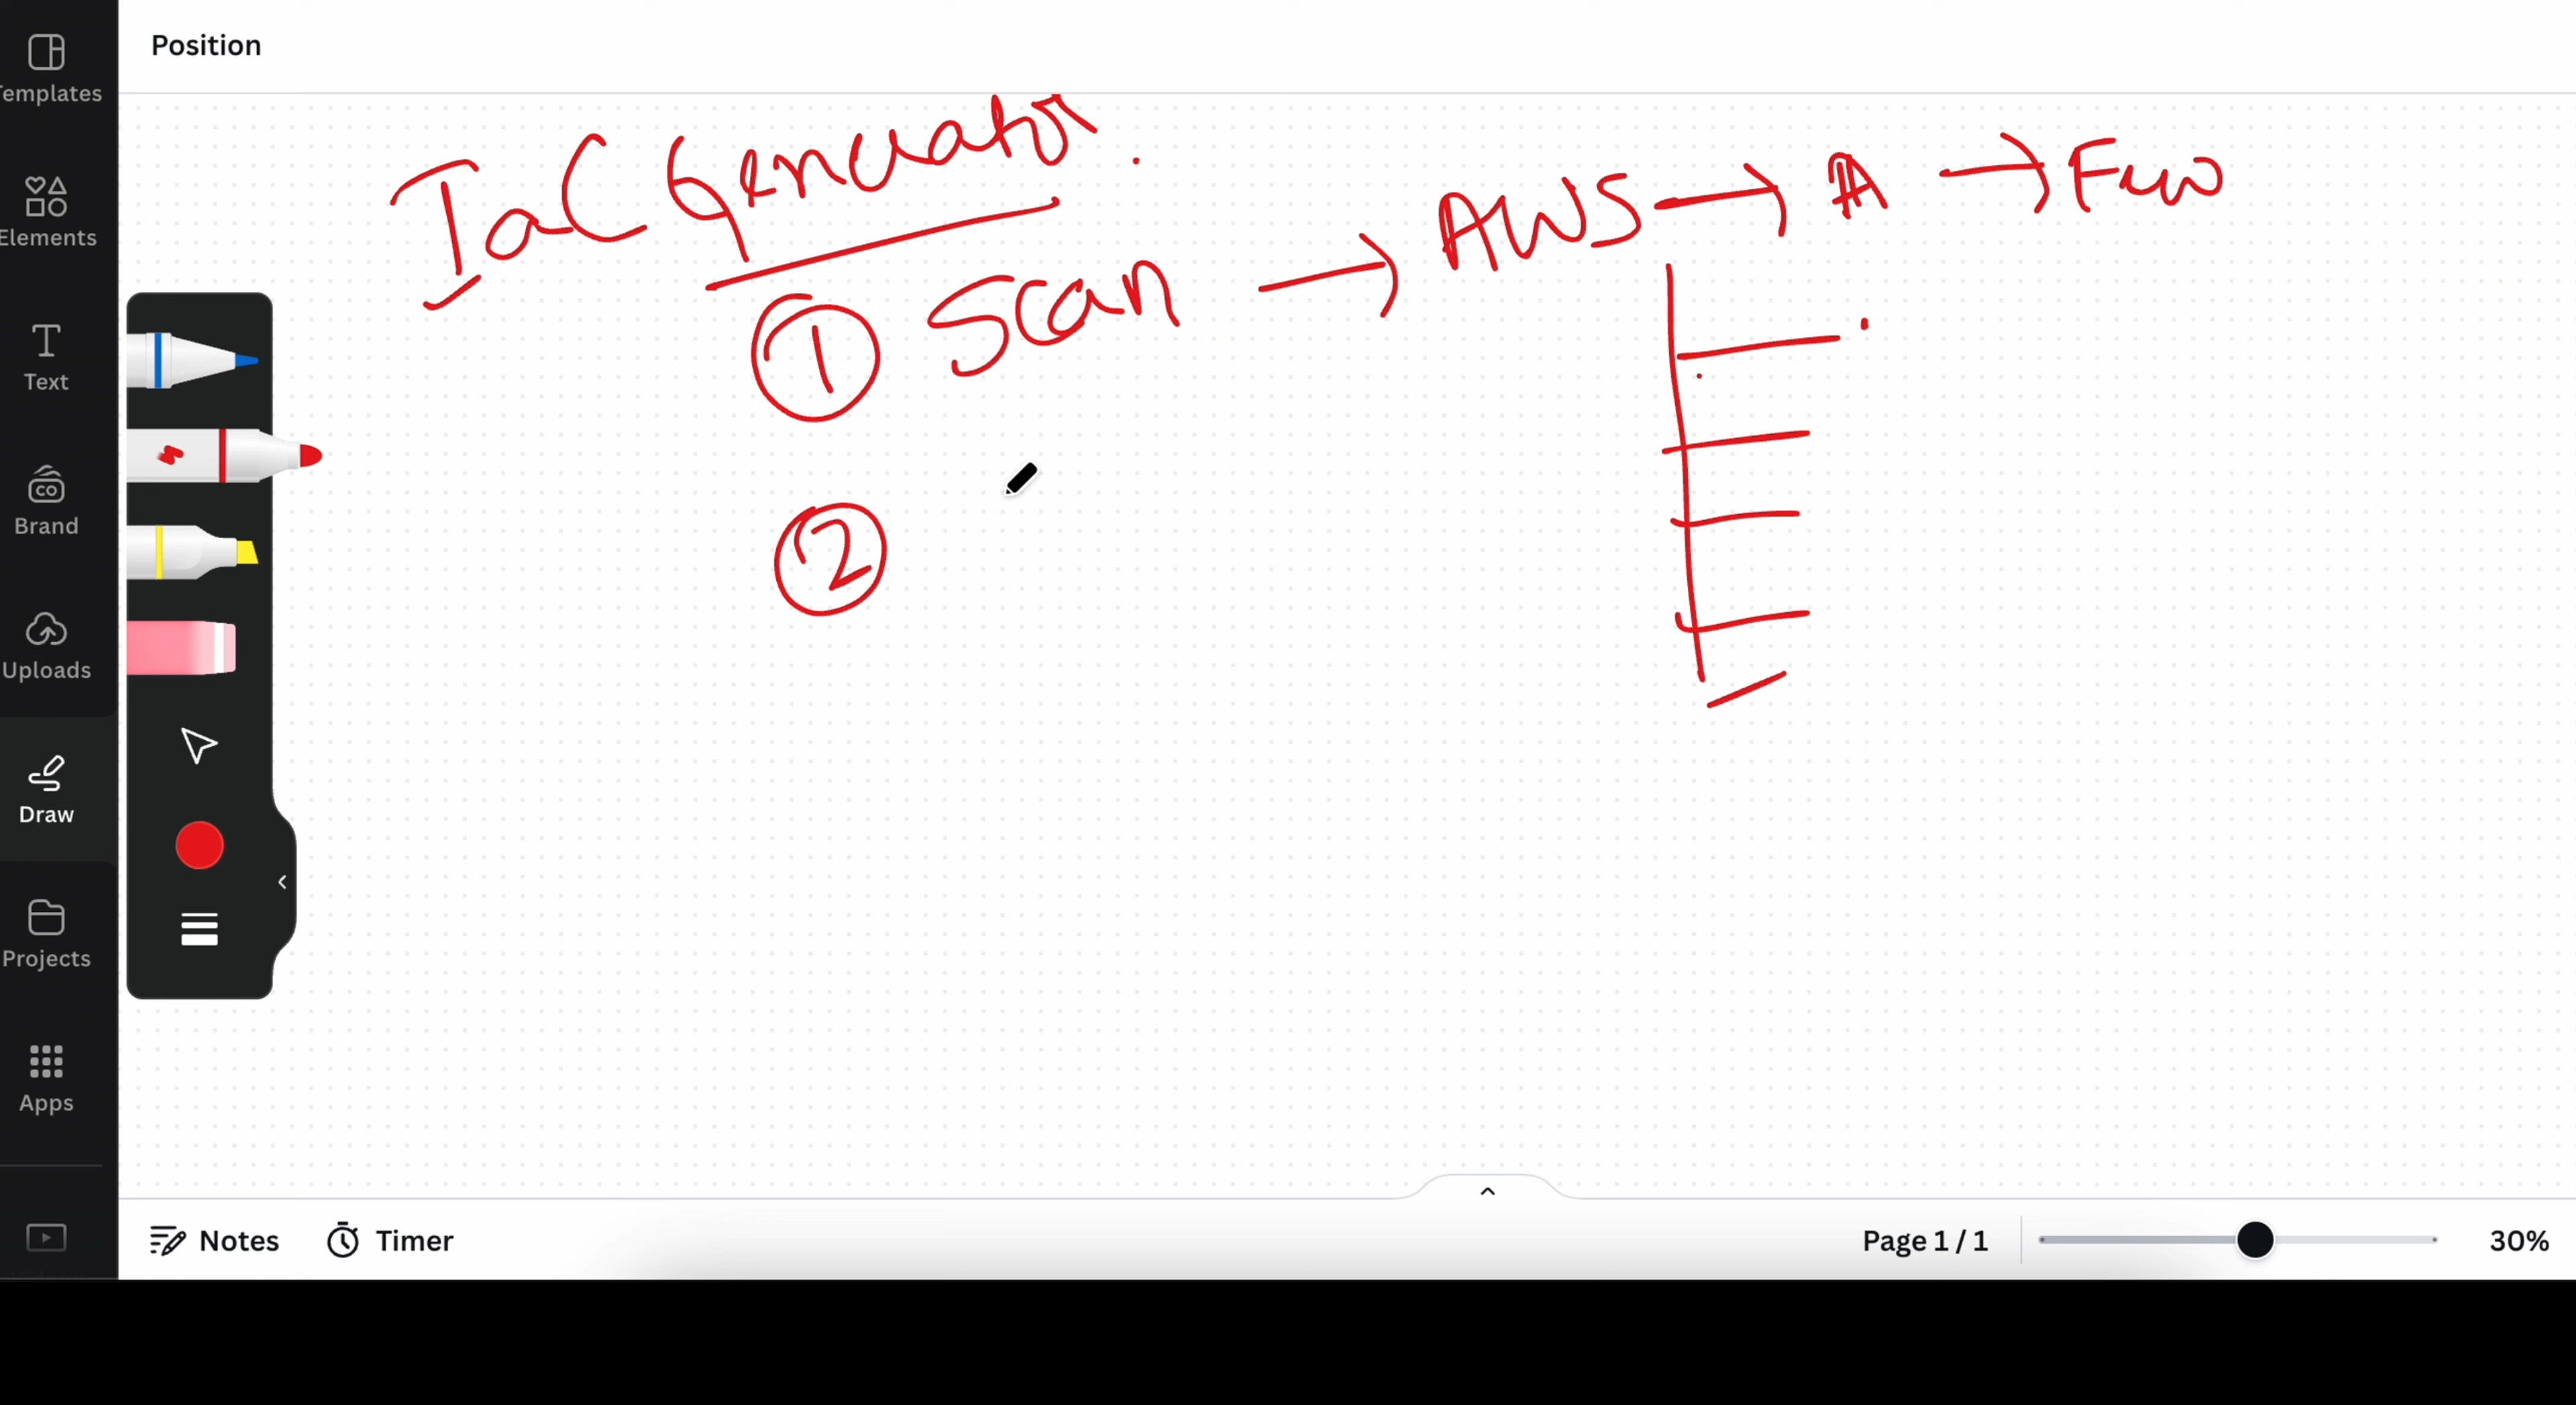 Position
Templates
Elements
Text
CO
Brand
Uploads
Draw
Projects
Apps
IaC Generator.
① Scan → AWS → A → Few
②
Notes
Timer
Page 1 / 1
30%